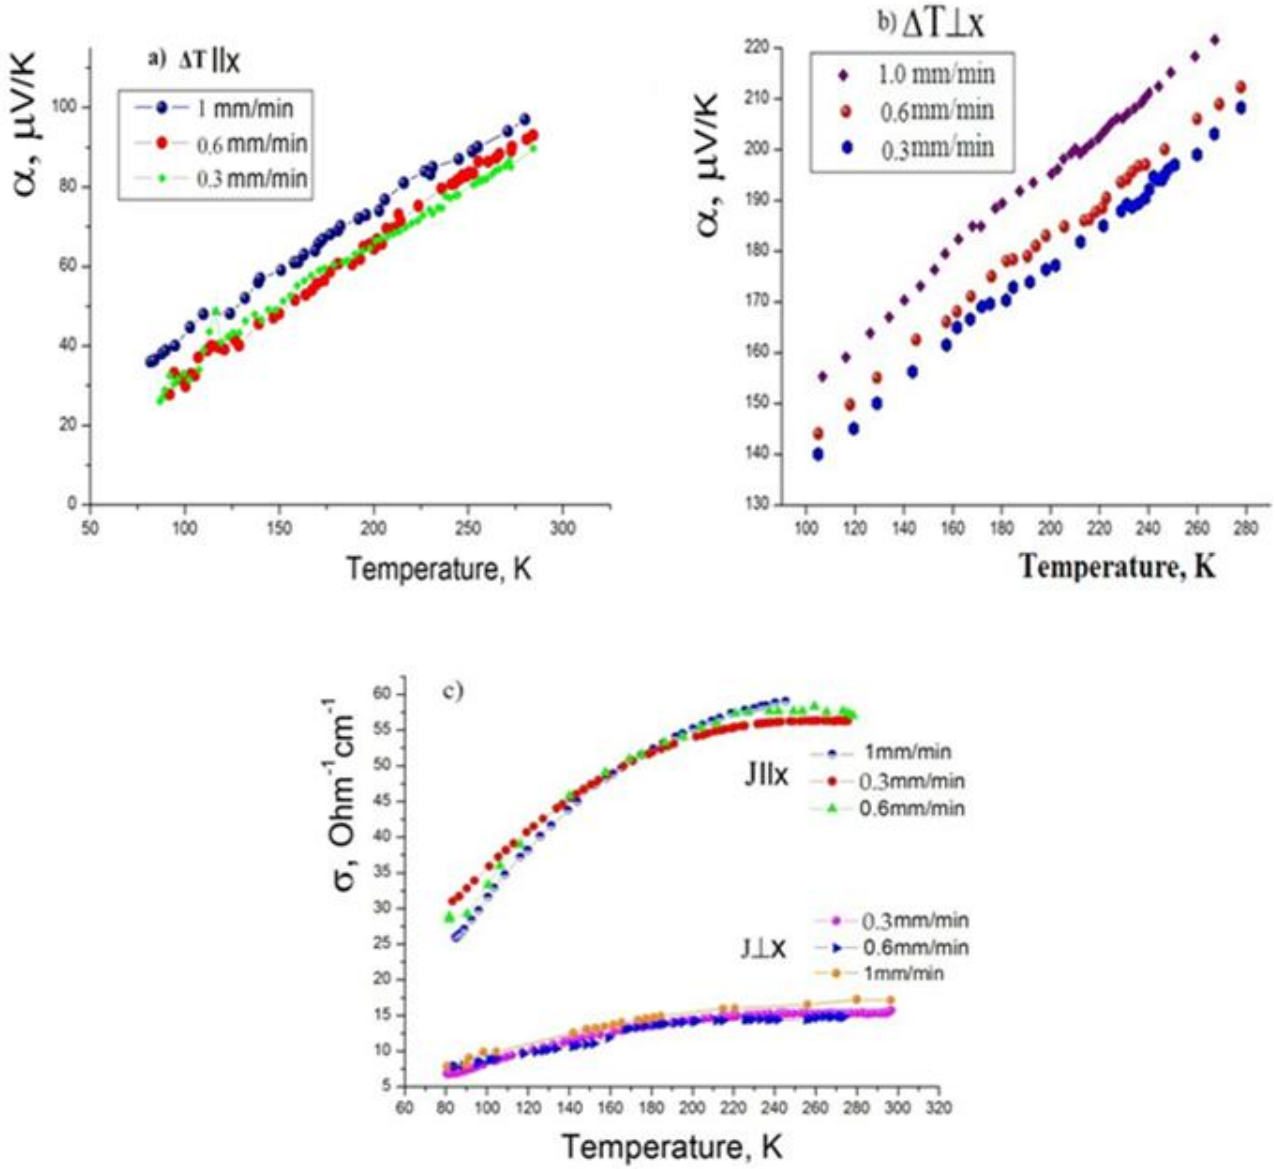 a) ΔT ||x
α, μV/K
1 mm/min
0.6 mm/min
0.3 mm/min
100
80
60
40
20
0
50 100 150 200 250 300
Temperature, K
b) ΔT⊥x
α, μV/K
1.0 mm/min
0.6mm/min
0.3mm/min
220
210
200
190
180
170
160
150
140
130
100 120 140 160 180 200 220 240 260 280
Temperature, K
c)
σ, Ohm⁻¹cm⁻¹
60
55
50
45
40
35
30
25
20
15
10
5
J||x
1mm/min
0.3mm/min
0.6mm/min
J⊥x
0.3mm/min
0.6mm/min
1mm/min
60 80 100 120 140 160 180 200 220 240 260 280 300 320
Temperature, K